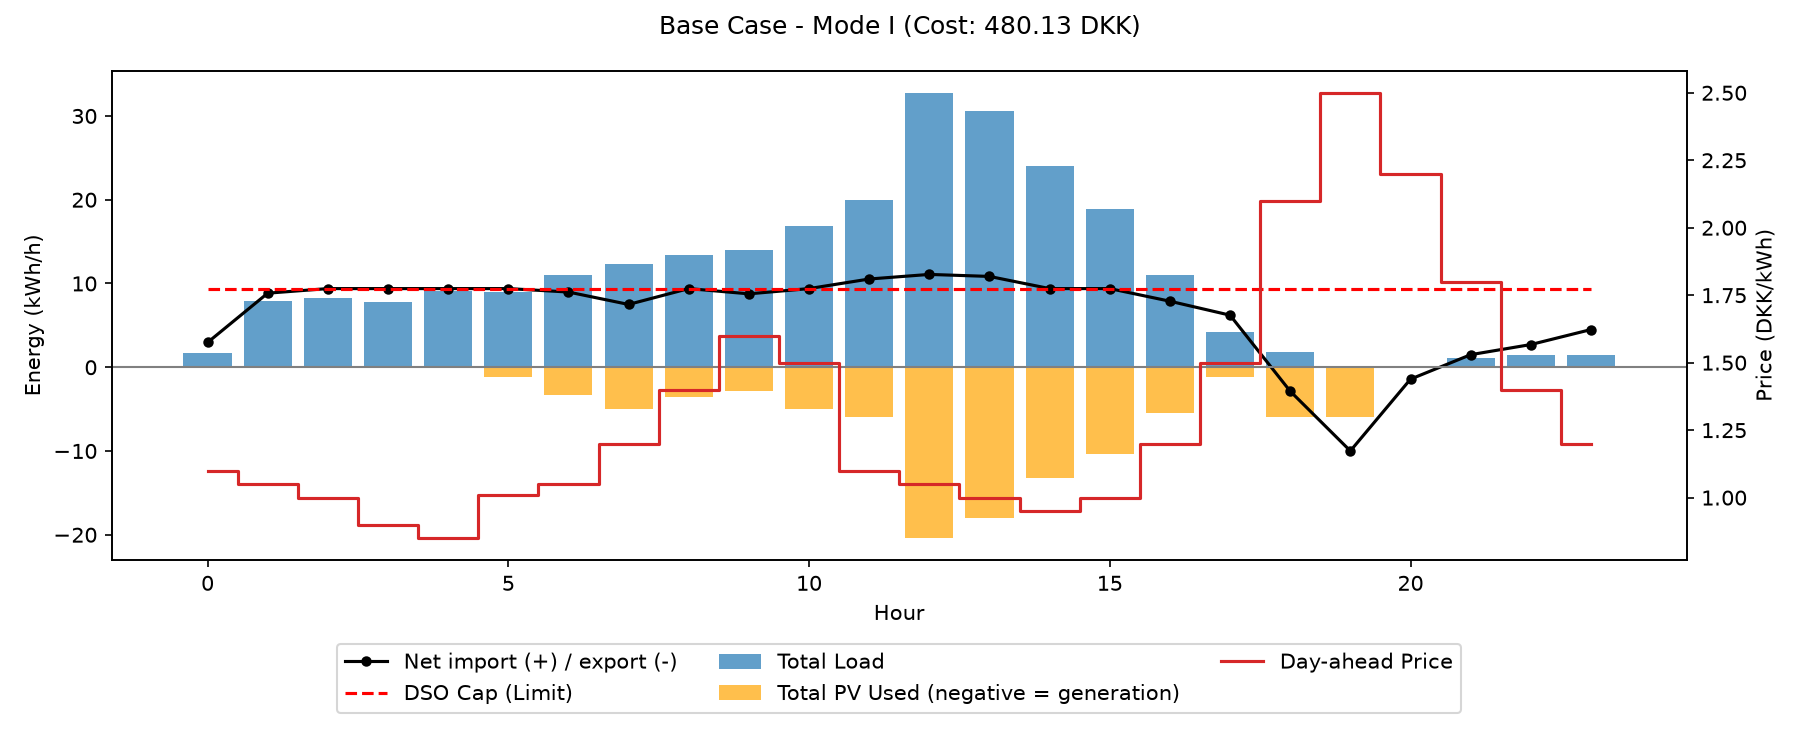 Base Case - Mode I (Cost: 480.13 DKK)
Energy (kWh/h)
30
20
10
0
−10
−20
2.50
2.25
2.00
1.75
1.50
1.25
1.00
Price (DKK/kWh)
0 5 10 15 20
Hour
Net import (+) / export (-) Total Load Day-ahead Price
DSO Cap (Limit) Total PV Used (negative = generation)